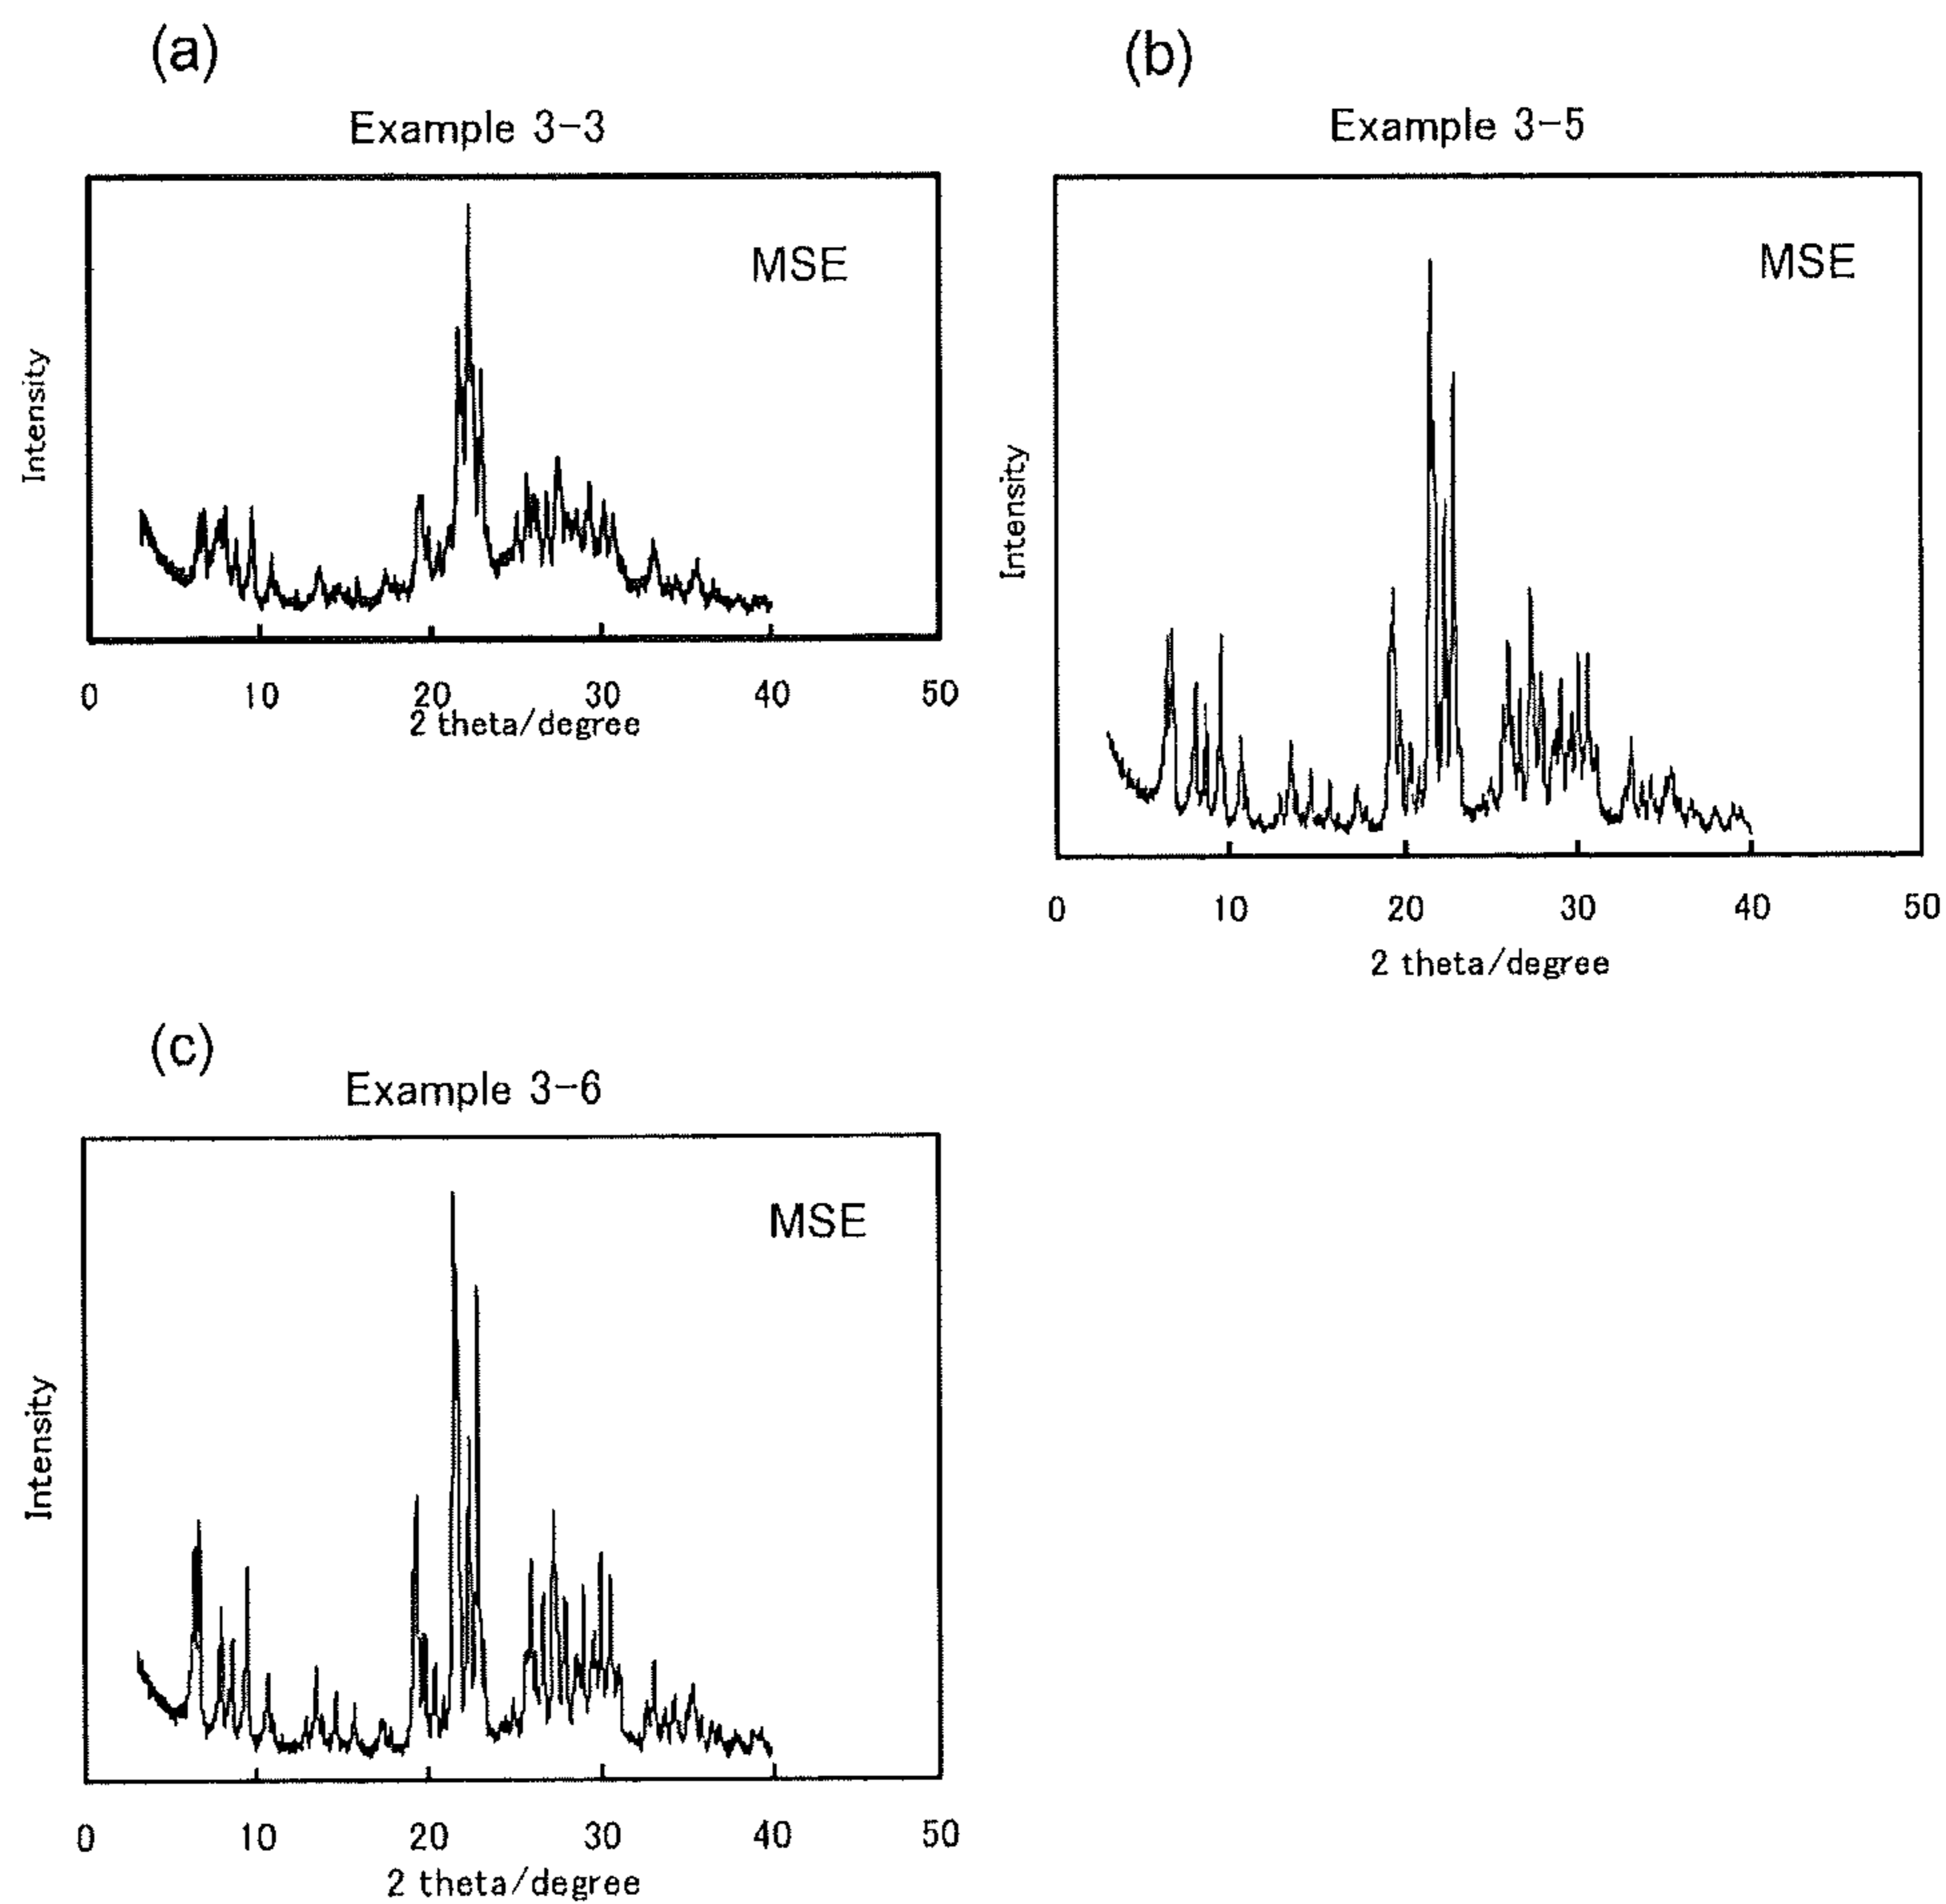 (a)
Example 3-3
MSE
Intensity
0 10 20 30 40 50
2 theta/degree
(b)
Example 3-5
MSE
Intensity
0 10 20 30 40 50
2 theta/degree
(c)
Example 3-6
MSE
Intensity
0 10 20 30 40 50
2 theta/degree